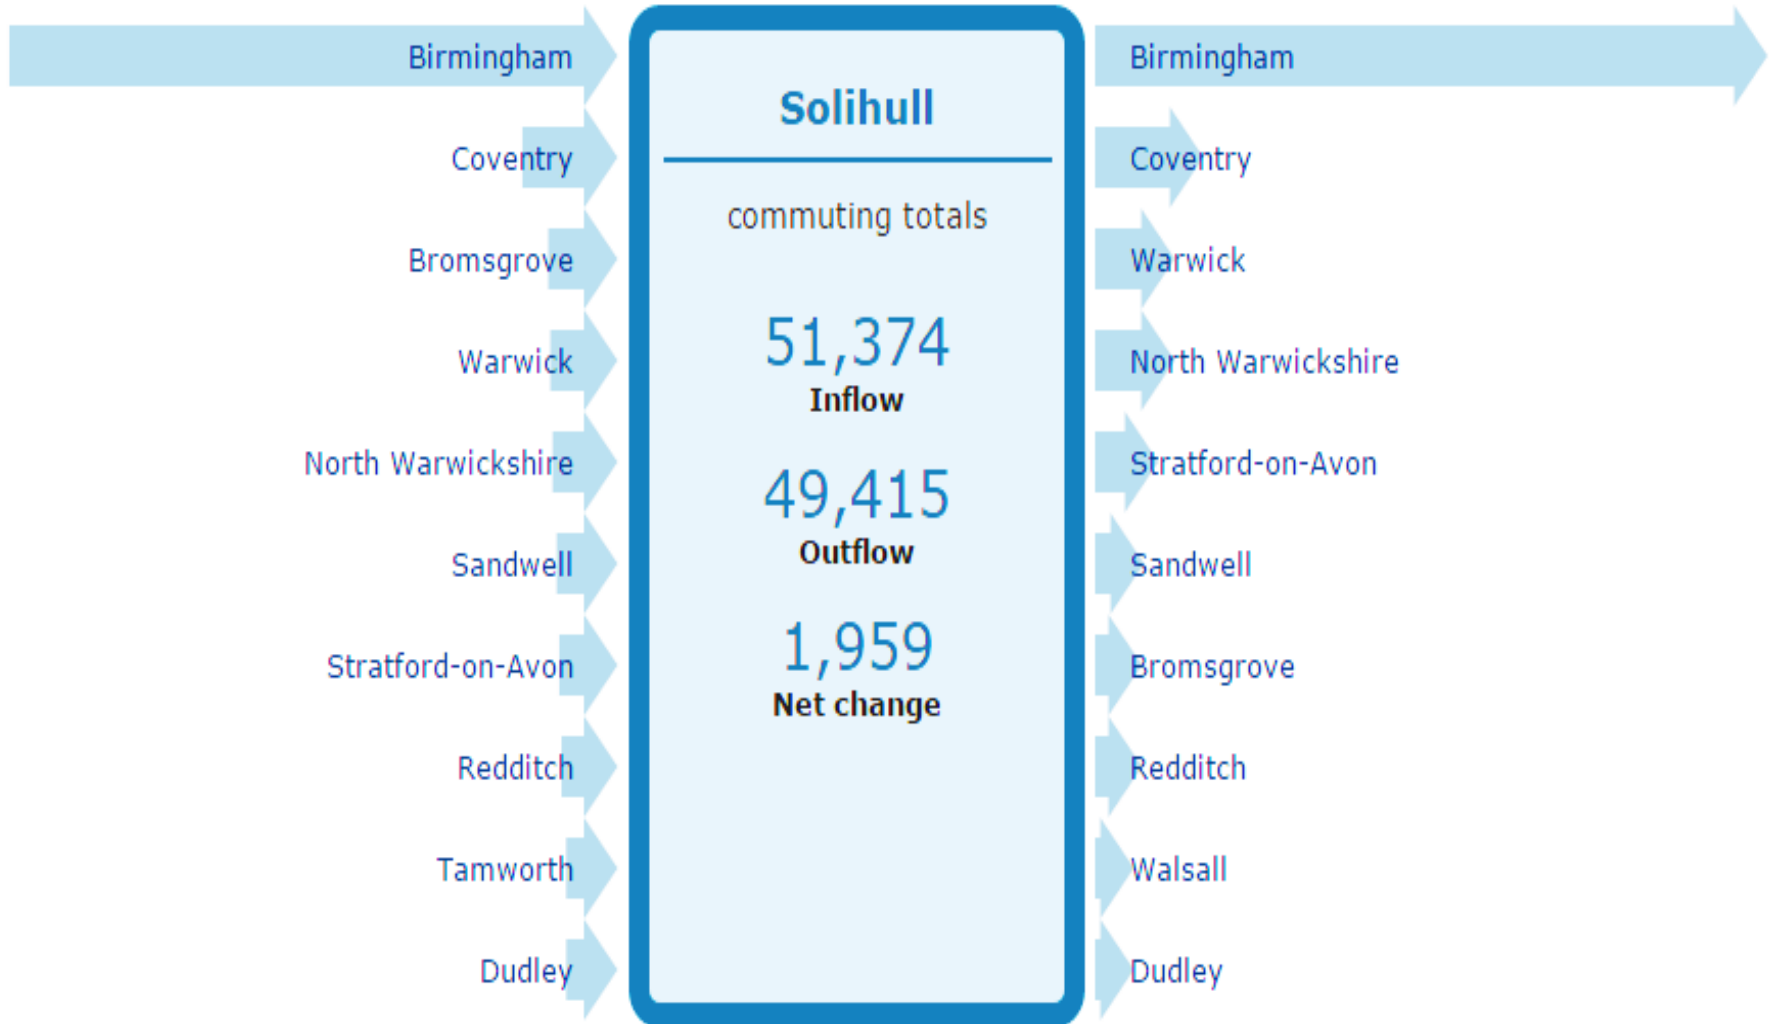 Birmingham
Coventry
Bromsgrove
Warwick
North Warwickshire
Sandwell
Stratford-on-Avon
Redditch
Tamworth
Dudley
Solihull
commuting totals
51,374
Inflow
49,415
Outflow
1,959
Net change
Birmingham
Coventry
Warwick
North Warwickshire
Stratford-on-Avon
Sandwell
Bromsgrove
Redditch
Walsall
Dudley